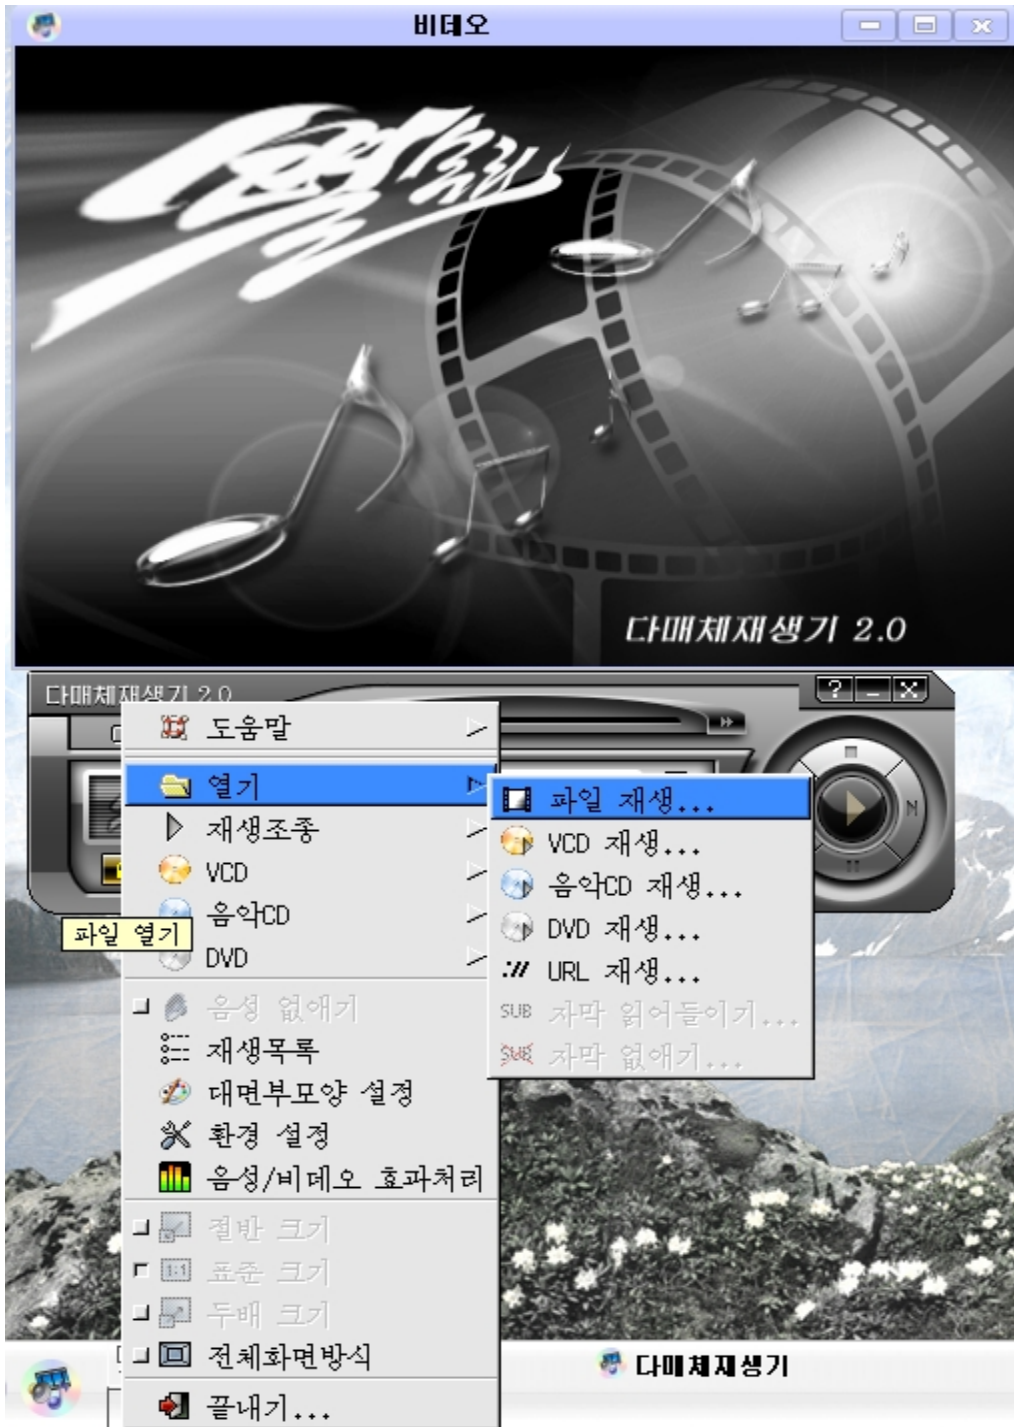 비데오
다매체재생기 2.0
다매체재생기 2.0
도움말
열기
재생조종
VCD
음악CD
DVD
파일 열기
파일 재생...
VCD 재생...
음악CD 재생...
DVD 재생...
URL 재생...
SUB 자막 읽어들이기...
SUB 자막 없애기...
음성 없애기
재생목록
대면부모양 설정
환경 설정
음성/비데오 효과처리
절반 크기
1:1 표준 크기
두배 크기
전체화면방식
끝내기...
다매체재생기